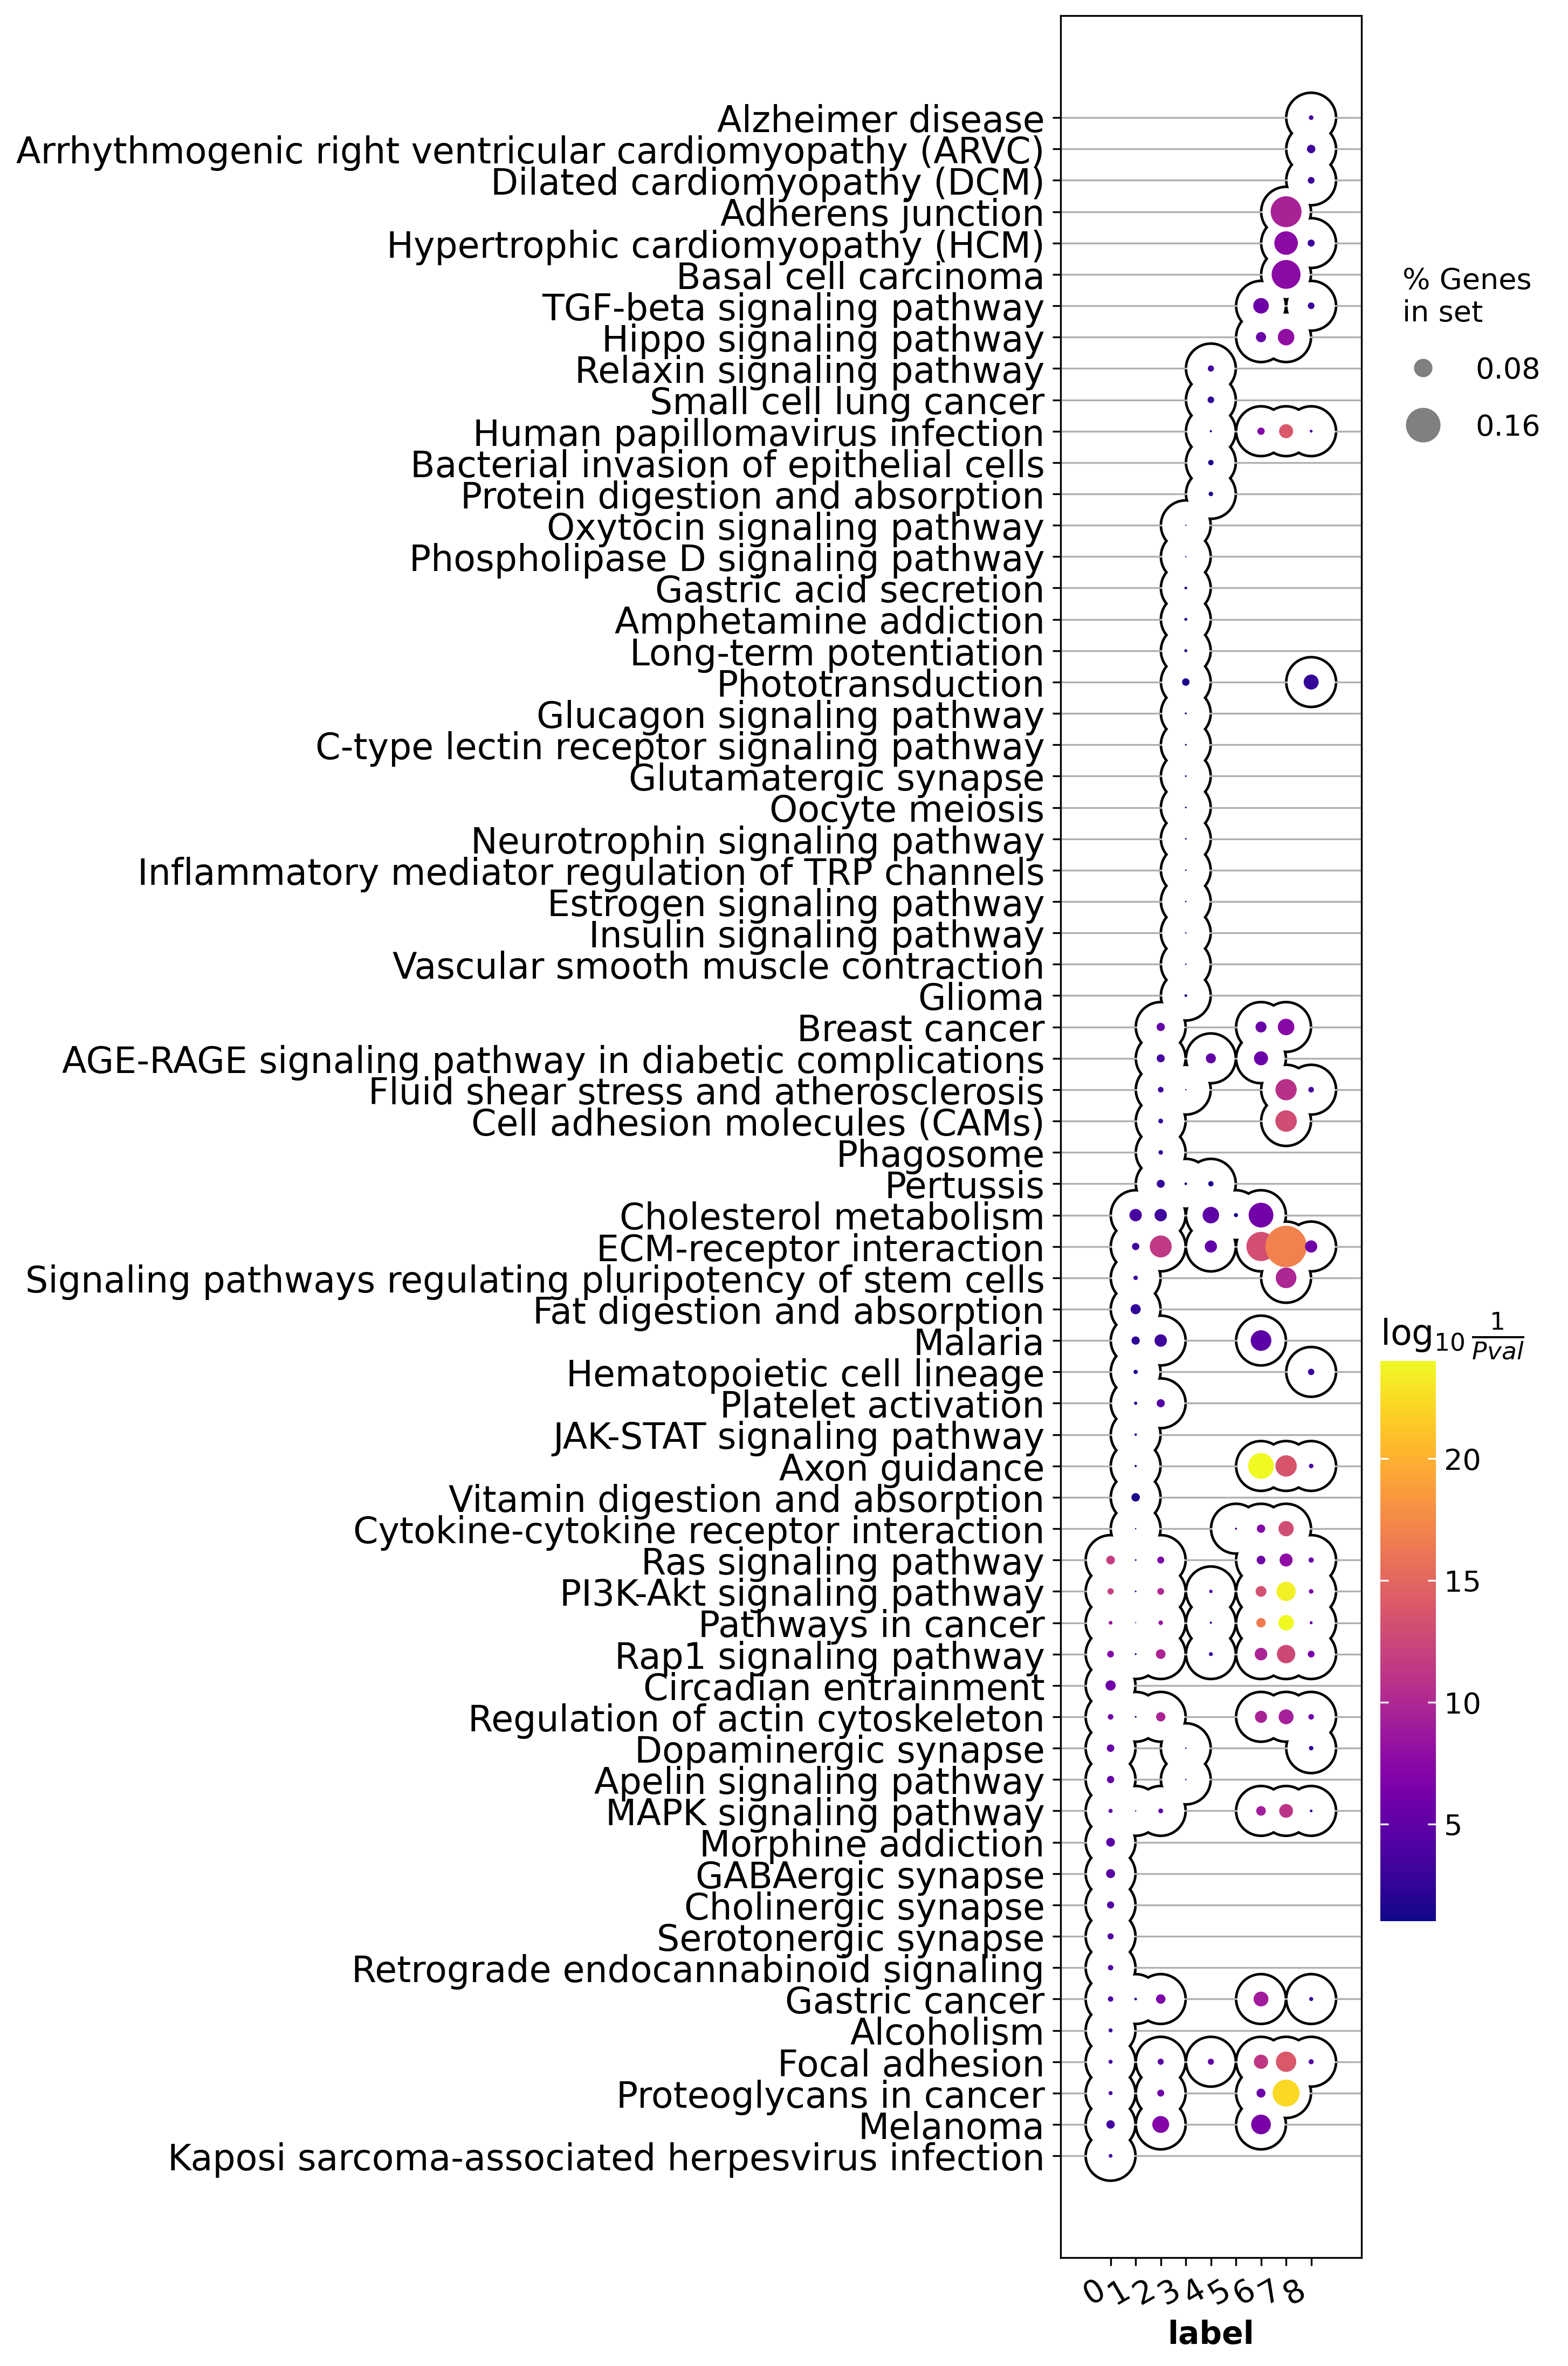 Alzheimer disease
Arrhythmogenic right ventricular cardiomyopathy (ARVC)
Dilated cardiomyopathy (DCM)
Adherens junction
Hypertrophic cardiomyopathy (HCM)
Basal cell carcinoma
TGF-beta signaling pathway
Hippo signaling pathway
Relaxin signaling pathway
Small cell lung cancer
Human papillomavirus infection
Bacterial invasion of epithelial cells
Protein digestion and absorption
Oxytocin signaling pathway
Phospholipase D signaling pathway
Gastric acid secretion
Amphetamine addiction
Long-term potentiation
Phototransduction
Glucagon signaling pathway
C-type lectin receptor signaling pathway
Glutamatergic synapse
Oocyte meiosis
Neurotrophin signaling pathway
Inflammatory mediator regulation of TRP channels
Estrogen signaling pathway
Insulin signaling pathway
Vascular smooth muscle contraction
Glioma
Breast cancer
AGE-RAGE signaling pathway in diabetic complications
Fluid shear stress and atherosclerosis
Cell adhesion molecules (CAMs)
Phagosome
Pertussis
Cholesterol metabolism
ECM-receptor interaction
Signaling pathways regulating pluripotency of stem cells
Fat digestion and absorption
Malaria
Hematopoietic cell lineage
Platelet activation
JAK-STAT signaling pathway
Axon guidance
Vitamin digestion and absorption
Cytokine-cytokine receptor interaction
Ras signaling pathway
PI3K-Akt signaling pathway
Pathways in cancer
Rap1 signaling pathway
Circadian entrainment
Regulation of actin cytoskeleton
Dopaminergic synapse
Apelin signaling pathway
MAPK signaling pathway
Morphine addiction
GABAergic synapse
Cholinergic synapse
Serotonergic synapse
Retrograde endocannabinoid signaling
Gastric cancer
Alcoholism
Focal adhesion
Proteoglycans in cancer
Melanoma
Kaposi sarcoma-associated herpesvirus infection
0 1 2 3 4 5 6 7 8
label
% Genes
in set
0.08
0.16
log10 1/Pval
20
15
10
5